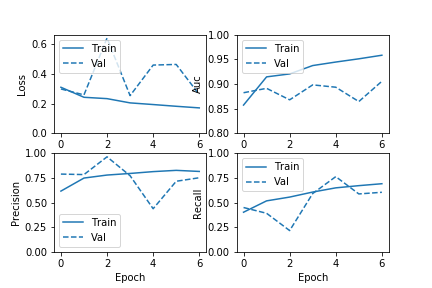 0.6
0.4
0.2
0.0
Loss
Train
Val
0 2 4 6
1.00
0.95
0.90
0.85
0.80
Auc
Train
Val
0 2 4 6
1.00
0.75
0.50
0.25
0.00
Precision
Train
Val
0 2 4 6
Epoch
1.00
0.75
0.50
0.25
0.00
Recall
Train
Val
0 2 4 6
Epoch